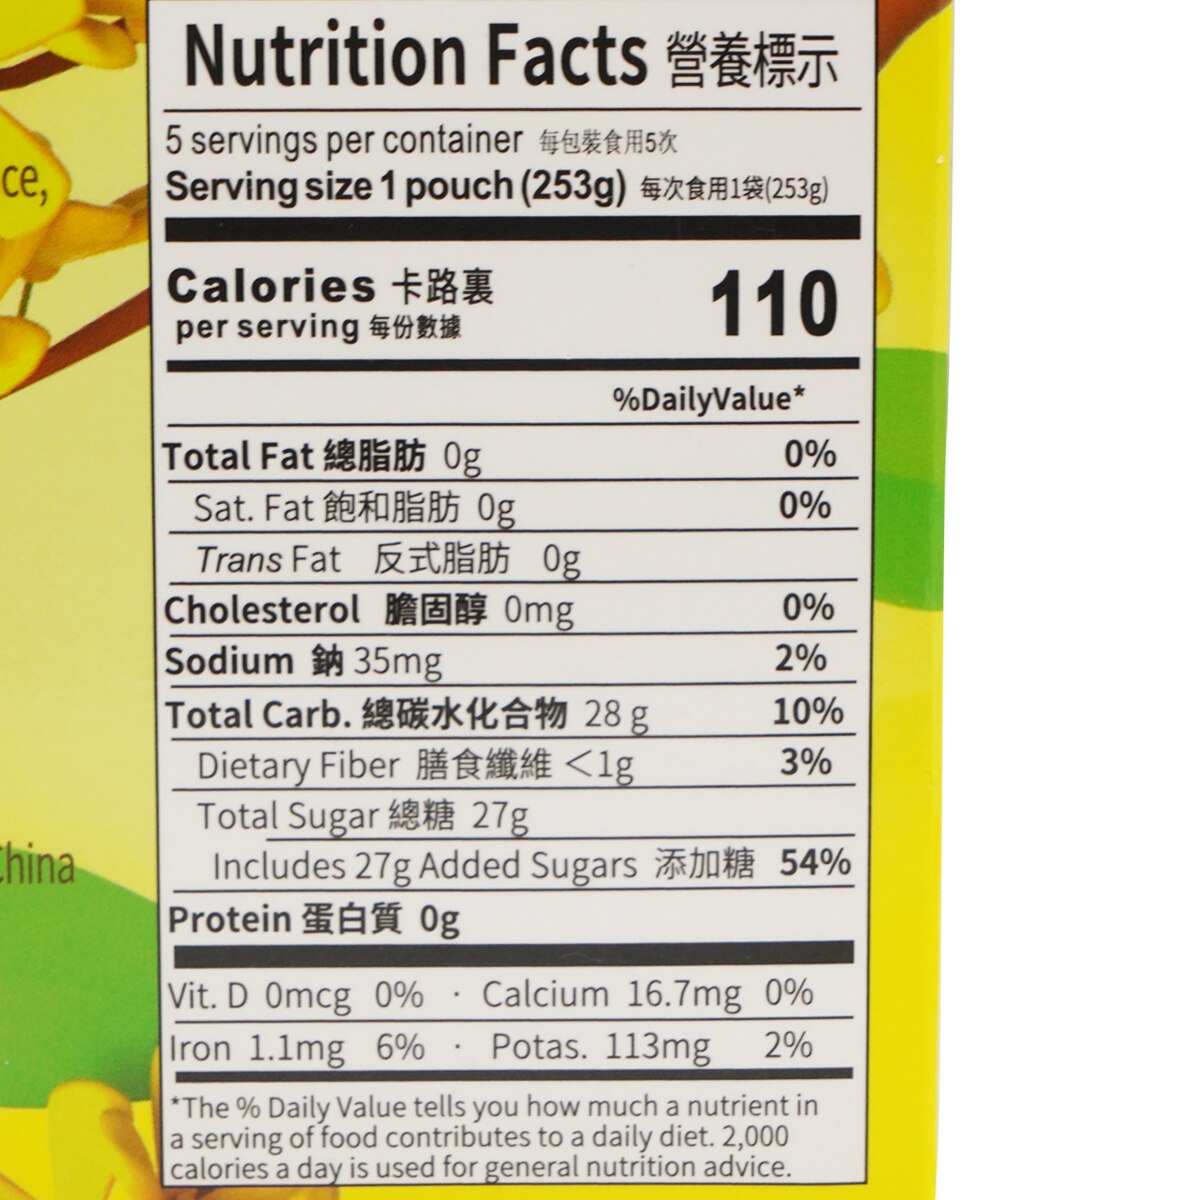 Nutrition Facts 營養標示
5 servings per container 每包裝食用5次
ce,
Serving size 1 pouch (253g) 每次食用1袋(253g)
Calories 卡路裏 110
per serving 每份數據
%DailyValue*
Total Fat 總脂肪 0g 0%
Sat. Fat 飽和脂肪 0g 0%
Trans Fat 反式脂肪 0g
Cholesterol 膽固醇 0mg 0%
Sodium 鈉 35mg 2%
Total Carb. 總碳水化合物 28 g 10%
Dietary Fiber 膳食纖維 <1g 3%
Total Sugar 總糖 27g
Includes 27g Added Sugars 添加糖 54%
hina
Protein 蛋白質 0g
Vit. D 0mcg 0% · Calcium 16.7mg 0%
Iron 1.1mg 6% · Potas. 113mg 2%
*The % Daily Value tells you how much a nutrient in
a serving of food contributes to a daily diet. 2,000
calories a day is used for general nutrition advice.